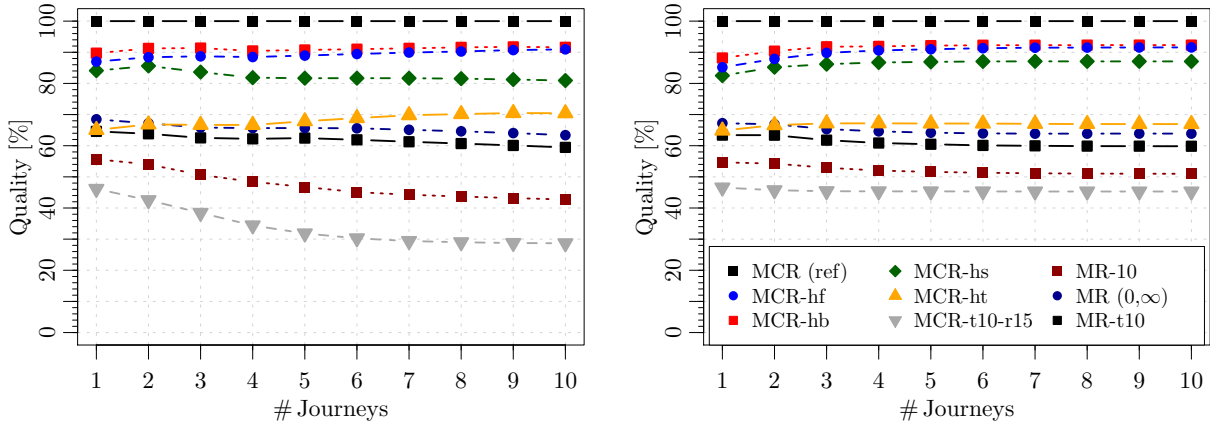 Quality [%]
100
80
60
40
20
0
1 2 3 4 5 6 7 8 9 10
# Journeys
Quality [%]
100
80
60
40
20
0
MCR (ref) MCR-hs MR-10
MCR-hf MCR-ht MR (0,∞)
MCR-hb MCR-t10-r15 MR-t10
1 2 3 4 5 6 7 8 9 10
# Journeys